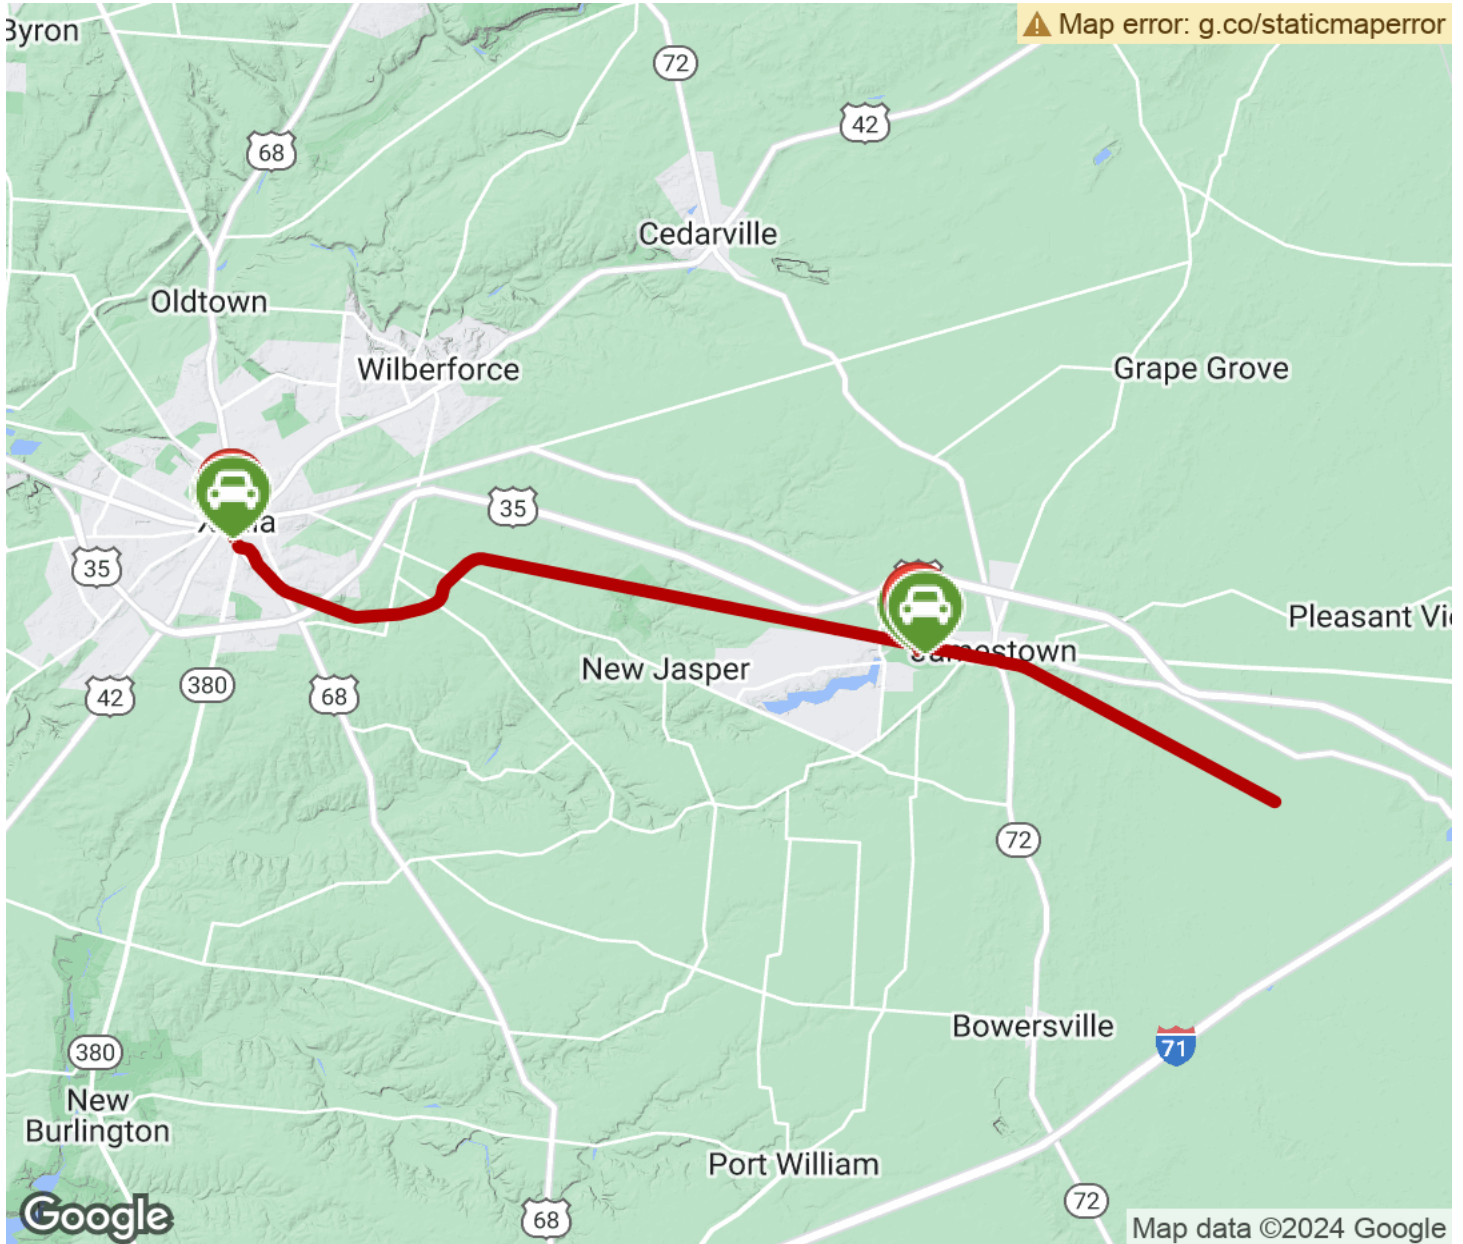 Byron
Map error: g.co/staticmaperror
72
42
68
Cedarville
Oldtown
Wilberforce
Grape Grove
35
35
Pleasant Vi
Jamestown
New Jasper
42
380
68
72
Bowersville
71
380
New
Burlington
Port William
72
68
Google
Map data ©2024 Google